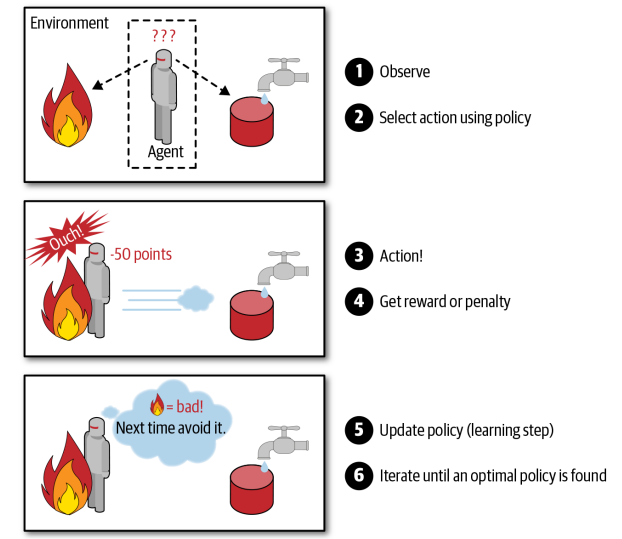 Environment
???
Agent
1 Observe
2 Select action using policy
Ouch!
-50 points
3 Action!
4 Get reward or penalty
= bad!
Next time avoid it.
5 Update policy (learning step)
6 Iterate until an optimal policy is found